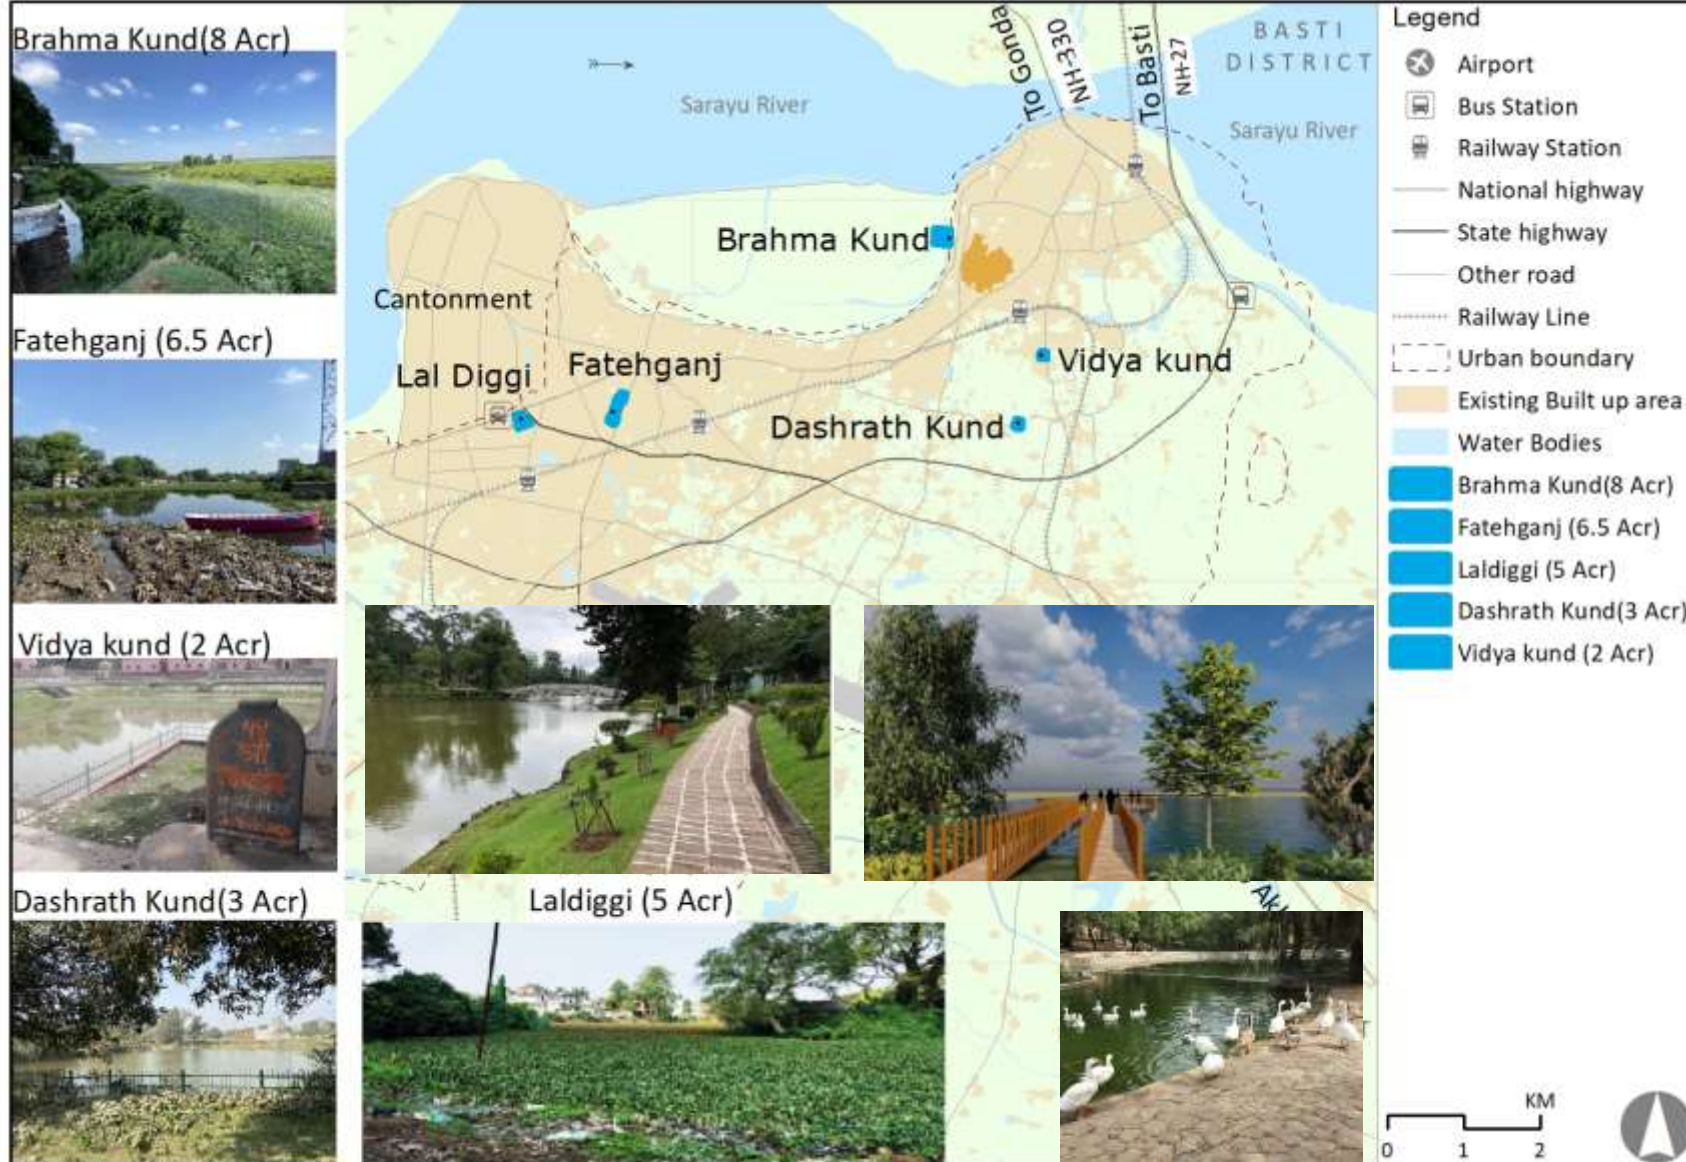 Brahma Kund(8 Acr)
Fatehganj (6.5 Acr)
Vidya kund (2 Acr)
Dashrath Kund(3 Acr)
Sarayu River
To Gonda
NH-330
To Basti
NH-27
BASTI
DISTRICT
Sarayu River
Brahma Kund
Cantonment
Lal Diggi
Fatehganj
Vidya kund
Dashrath Kund
Laldiggi (5 Acr)
Legend
Airport
Bus Station
Railway Station
National highway
State highway
Other road
Railway Line
Urban boundary
Existing Built up area
Water Bodies
Brahma Kund(8 Acr)
Fatehganj (6.5 Acr)
Laldiggi (5 Acr)
Dashrath Kund(3 Acr)
Vidya kund (2 Acr)
KM
0 1 2